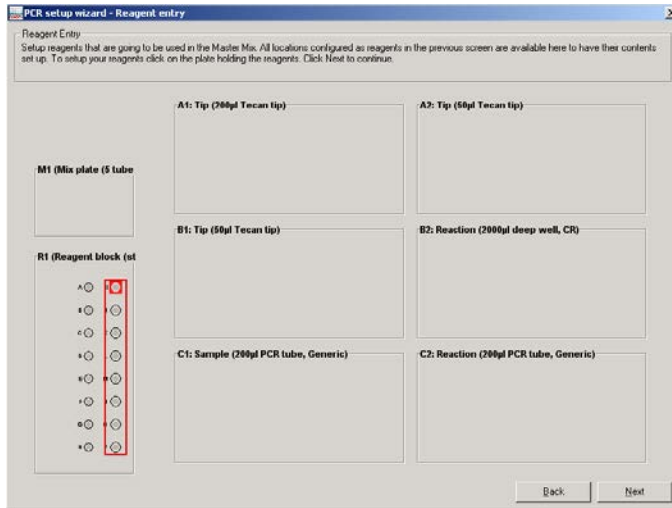 PCR setup wizard - Reagent entry
Reagent Entry
Setup reagents that are going to be used in the Master Mix. All locations configured as reagents in the previous screen are available here to have their contents
set up. To setup your reagents click on the plate holding the reagents. Click Next to continue.
A1: Tip (200µl Tecan tip)
A2: Tip (50µl Tecan tip)
M1 (Mix plate (5 tube
B1: Tip (50µl Tecan tip)
B2: Reaction (2000µl deep well, CR)
R1 (Reagent block (st
A
B
C
D
E
F
G
H
C1: Sample (200µl PCR tube, Generic)
C2: Reaction (200µl PCR tube, Generic)
Back
Next